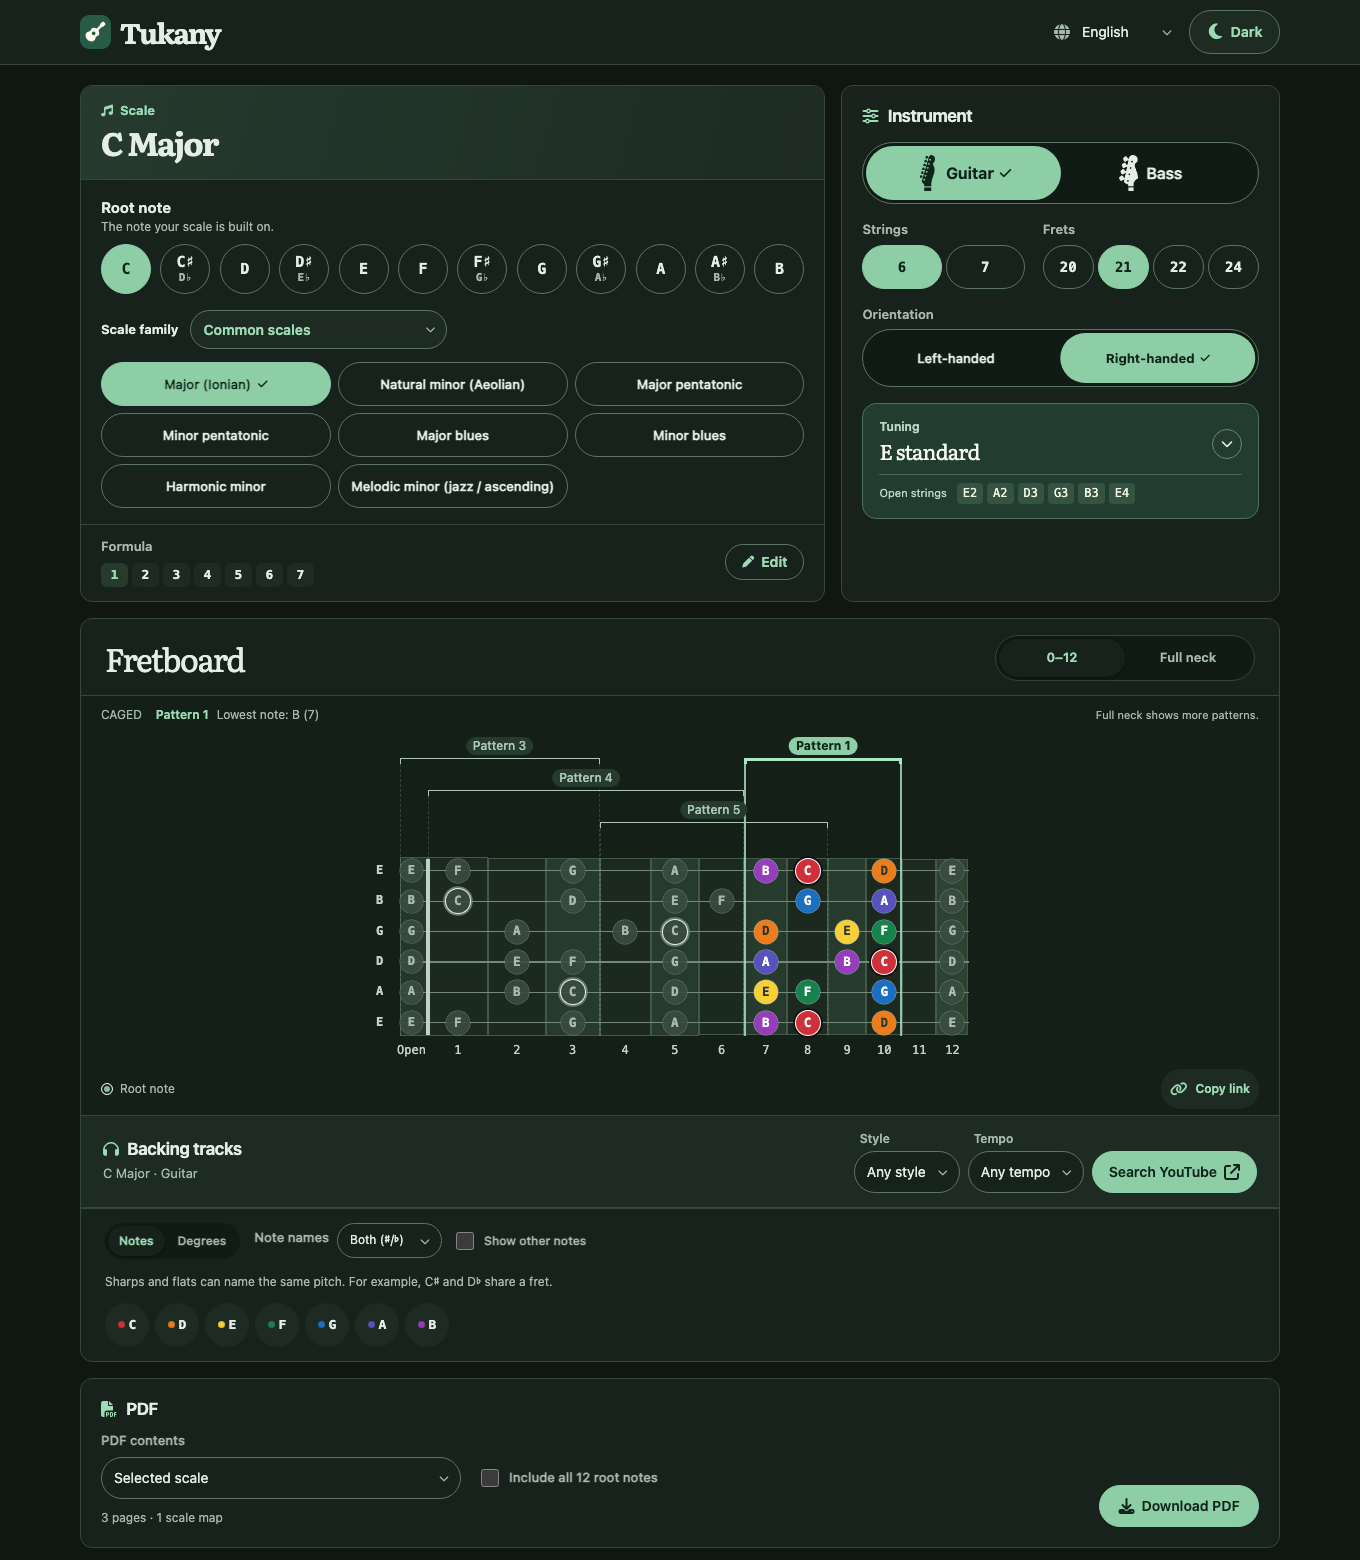 Tukany
English
Dark
Scale
C Major
Root note
The note your scale is built on.
C C♯ D D♯ E F F♯ G G♯ A A♯ B
D♭ E♭ G♭ A♭ B♭
Scale family Common scales
Major (Ionian) Natural minor (Aeolian) Major pentatonic
Minor pentatonic Major blues Minor blues
Harmonic minor Melodic minor (jazz / ascending)
Formula
1 2 3 4 5 6 7
Edit
Instrument
Guitar Bass
Strings Frets
6 7 20 21 22 24
Orientation
Left-handed Right-handed
Tuning
E standard
Open strings E2 A2 D3 G3 B3 E4
Fretboard
0–12 Full neck
CAGED Pattern 1 Lowest note: B (7)
Full neck shows more patterns.
Pattern 3 Pattern 1
Pattern 4
Pattern 5
E E F G A B C D E
B B C D E F G A B
G G A B C D E F G
D D E F G A B C D
A A B C D E F G A
E E F G A B C D E
Open 1 2 3 4 5 6 7 8 9 10 11 12
Root note
Copy link
Backing tracks
C Major · Guitar
Style Tempo
Any style Any tempo Search YouTube
Notes Degrees Note names Both (♯/♭) Show other notes
Sharps and flats can name the same pitch. For example, C♯ and D♭ share a fret.
C D E F G A B
PDF
PDF contents
Selected scale Include all 12 root notes
3 pages · 1 scale map
Download PDF